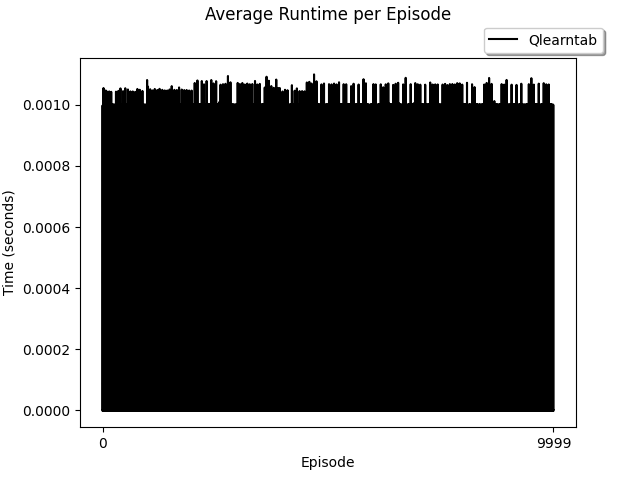 Average Runtime per Episode
Qlearntab
0.0010
0.0008
0.0006
0.0004
0.0002
0.0000
Time (seconds)
0
9999
Episode